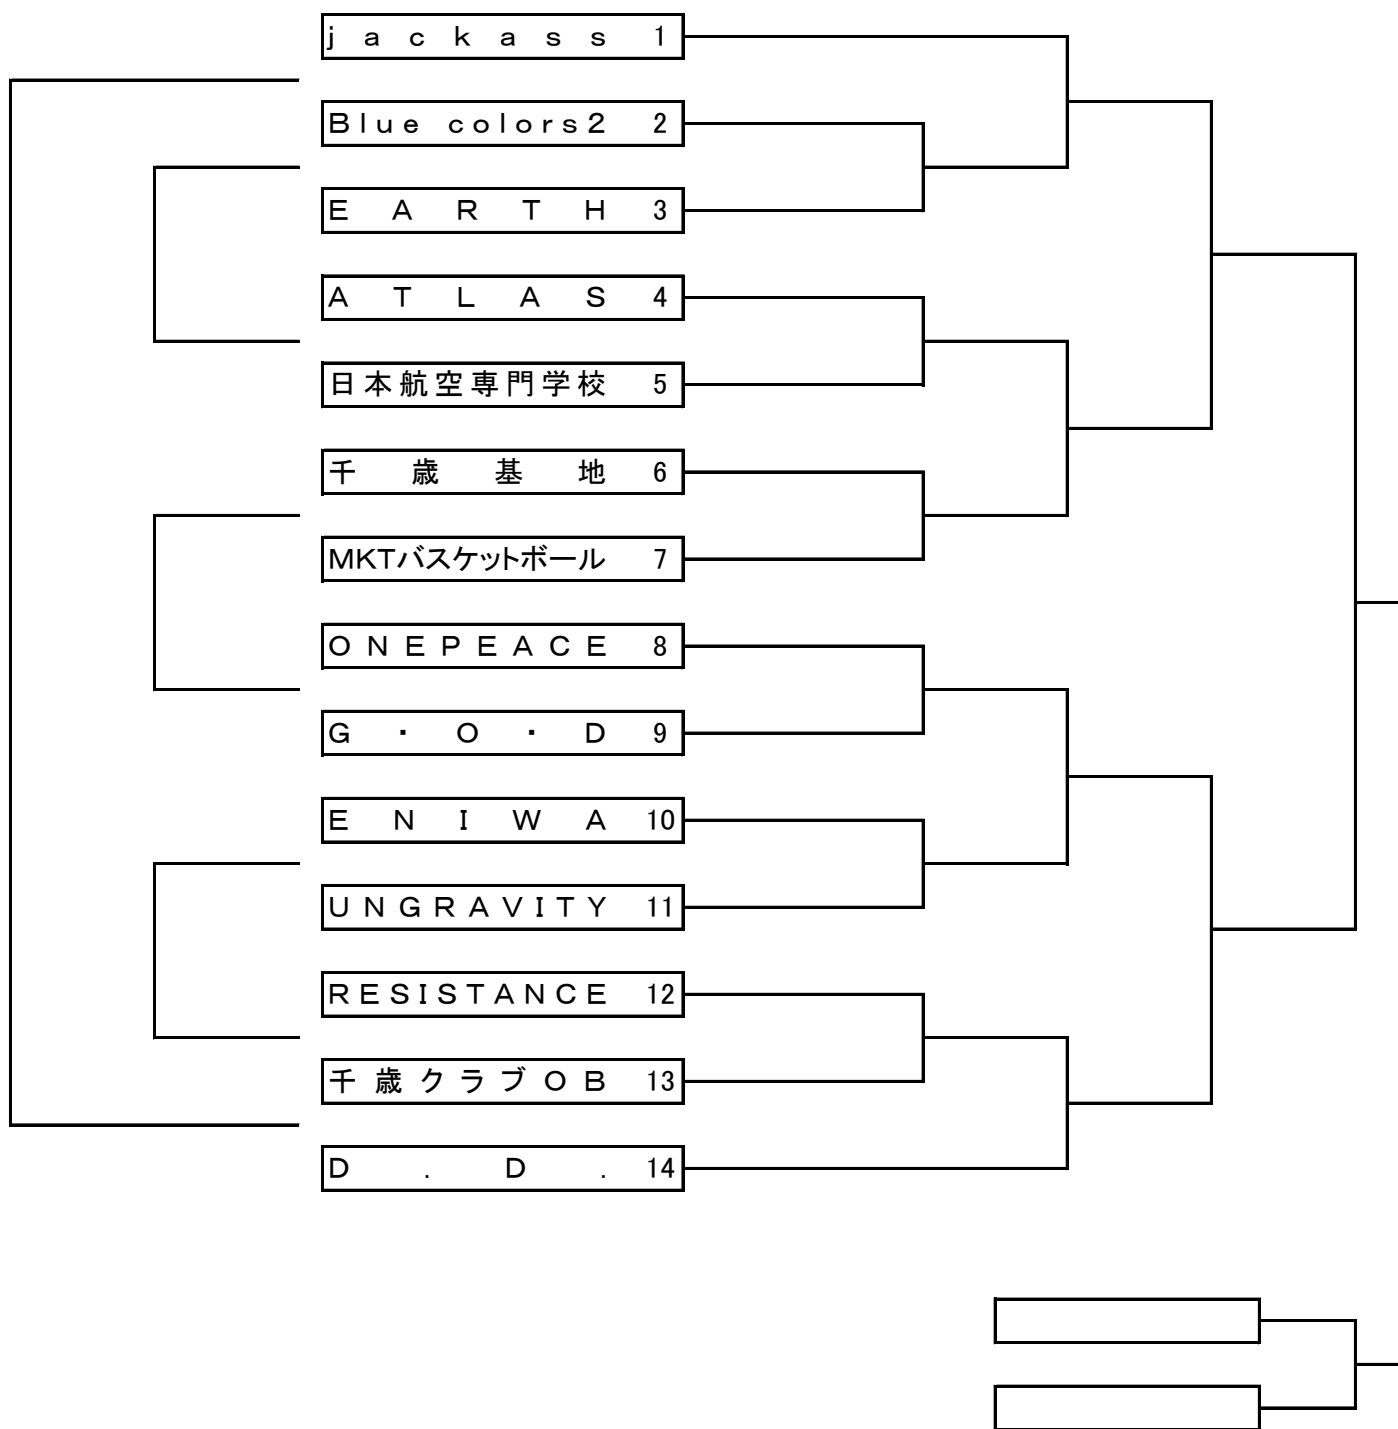 jackass 1
Blue colors2 2
EARTH 3
ATLAS 4
日本航空専門学校 5
千歳基地 6
MKTバスケットボール 7
ONEPEACE 8
G・O・D 9
ENIWA 10
UNGRAVITY 11
RESISTANCE 12
千歳クラブOB 13
D.D. 14